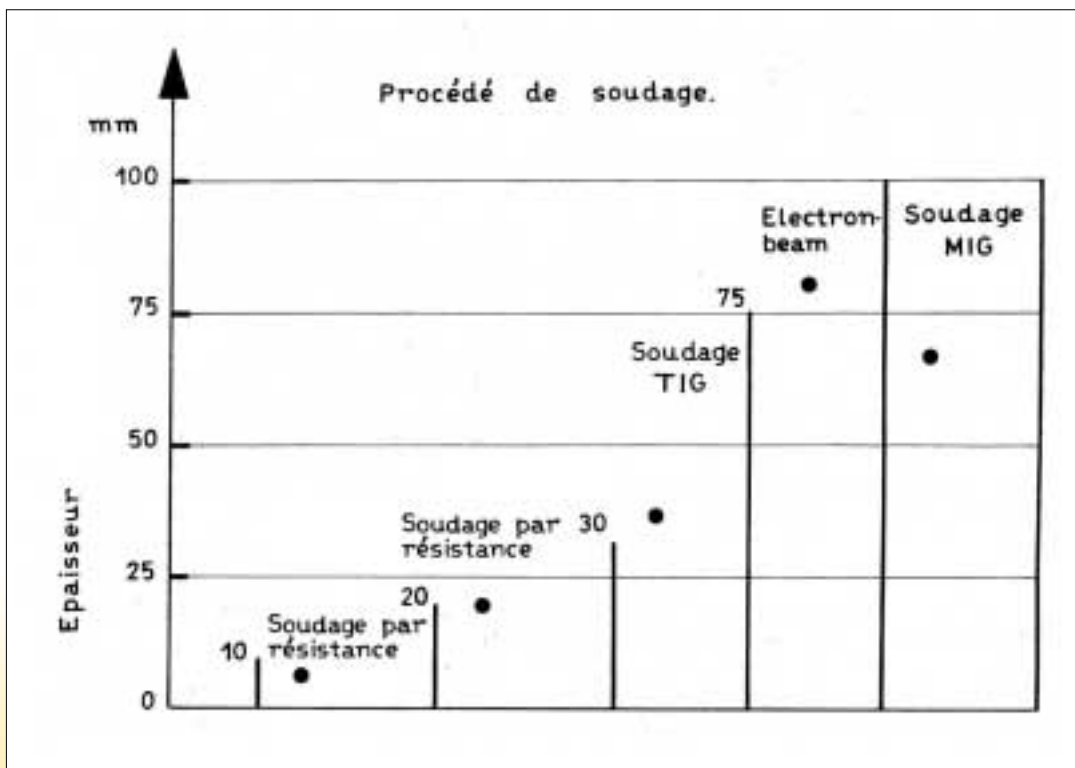 Procédé de soudage.
mm
100
Electron-
beam
Soudage
MIG
75
75
Soudage
TIG
50
Soudage par
résistance
30
25
20
Soudage par
résistance
10
0
Epaisseur